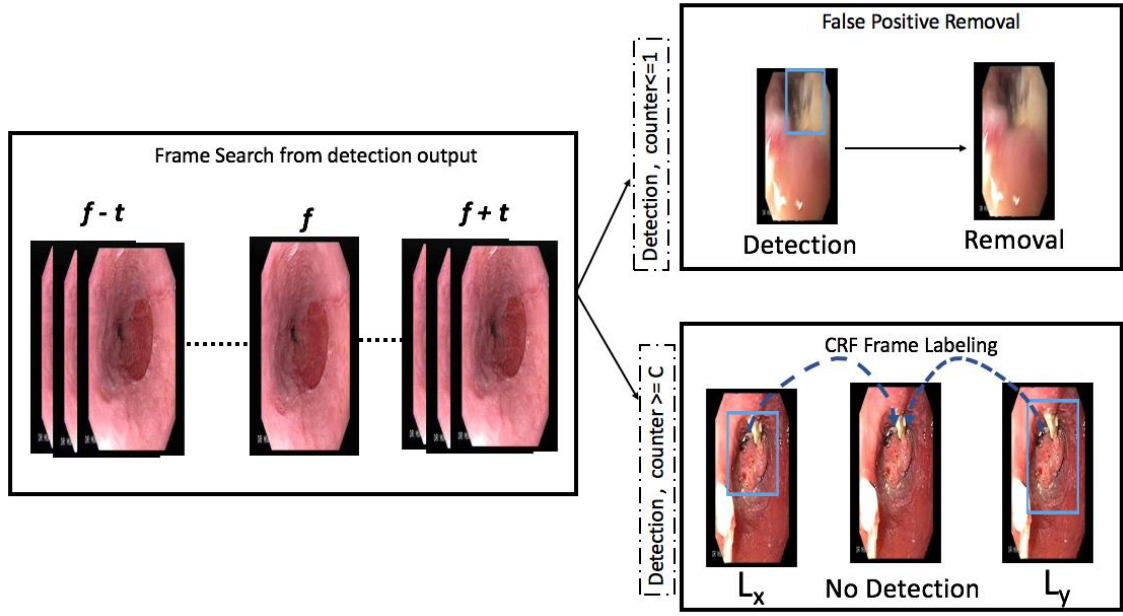 Frame Search from detection output
f - t
f
f + t
Detection , counter<=1
False Positive Removal
Detection
Removal
Detection , counter >= C
CRF Frame Labeling
Lx
No Detection
Ly